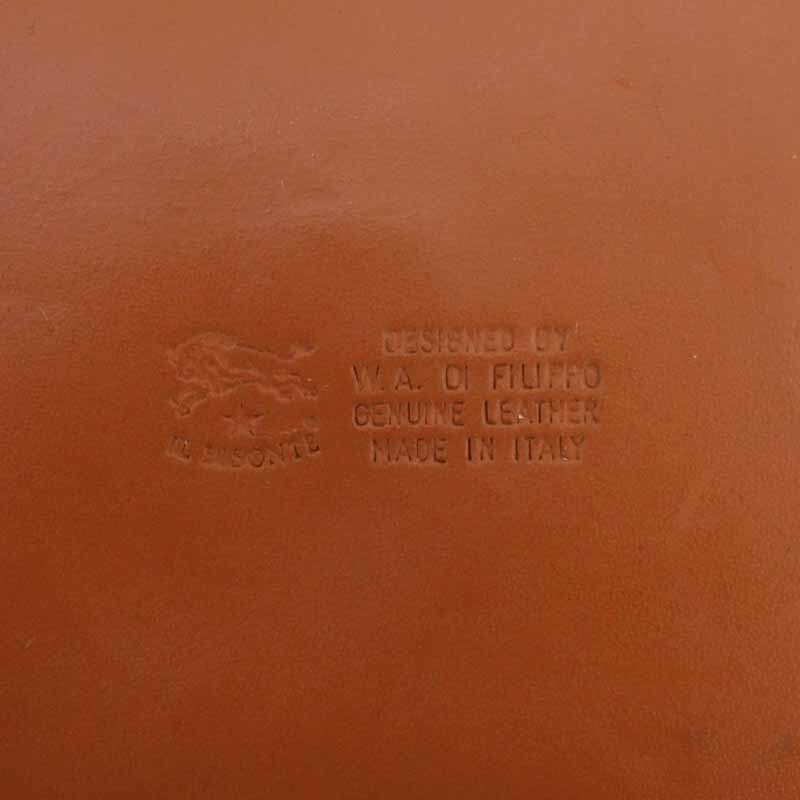 IL BISONTE
DESIGNED BY
W. A. DI FILIPPO
GENUINE LEATHER
MADE IN ITALY